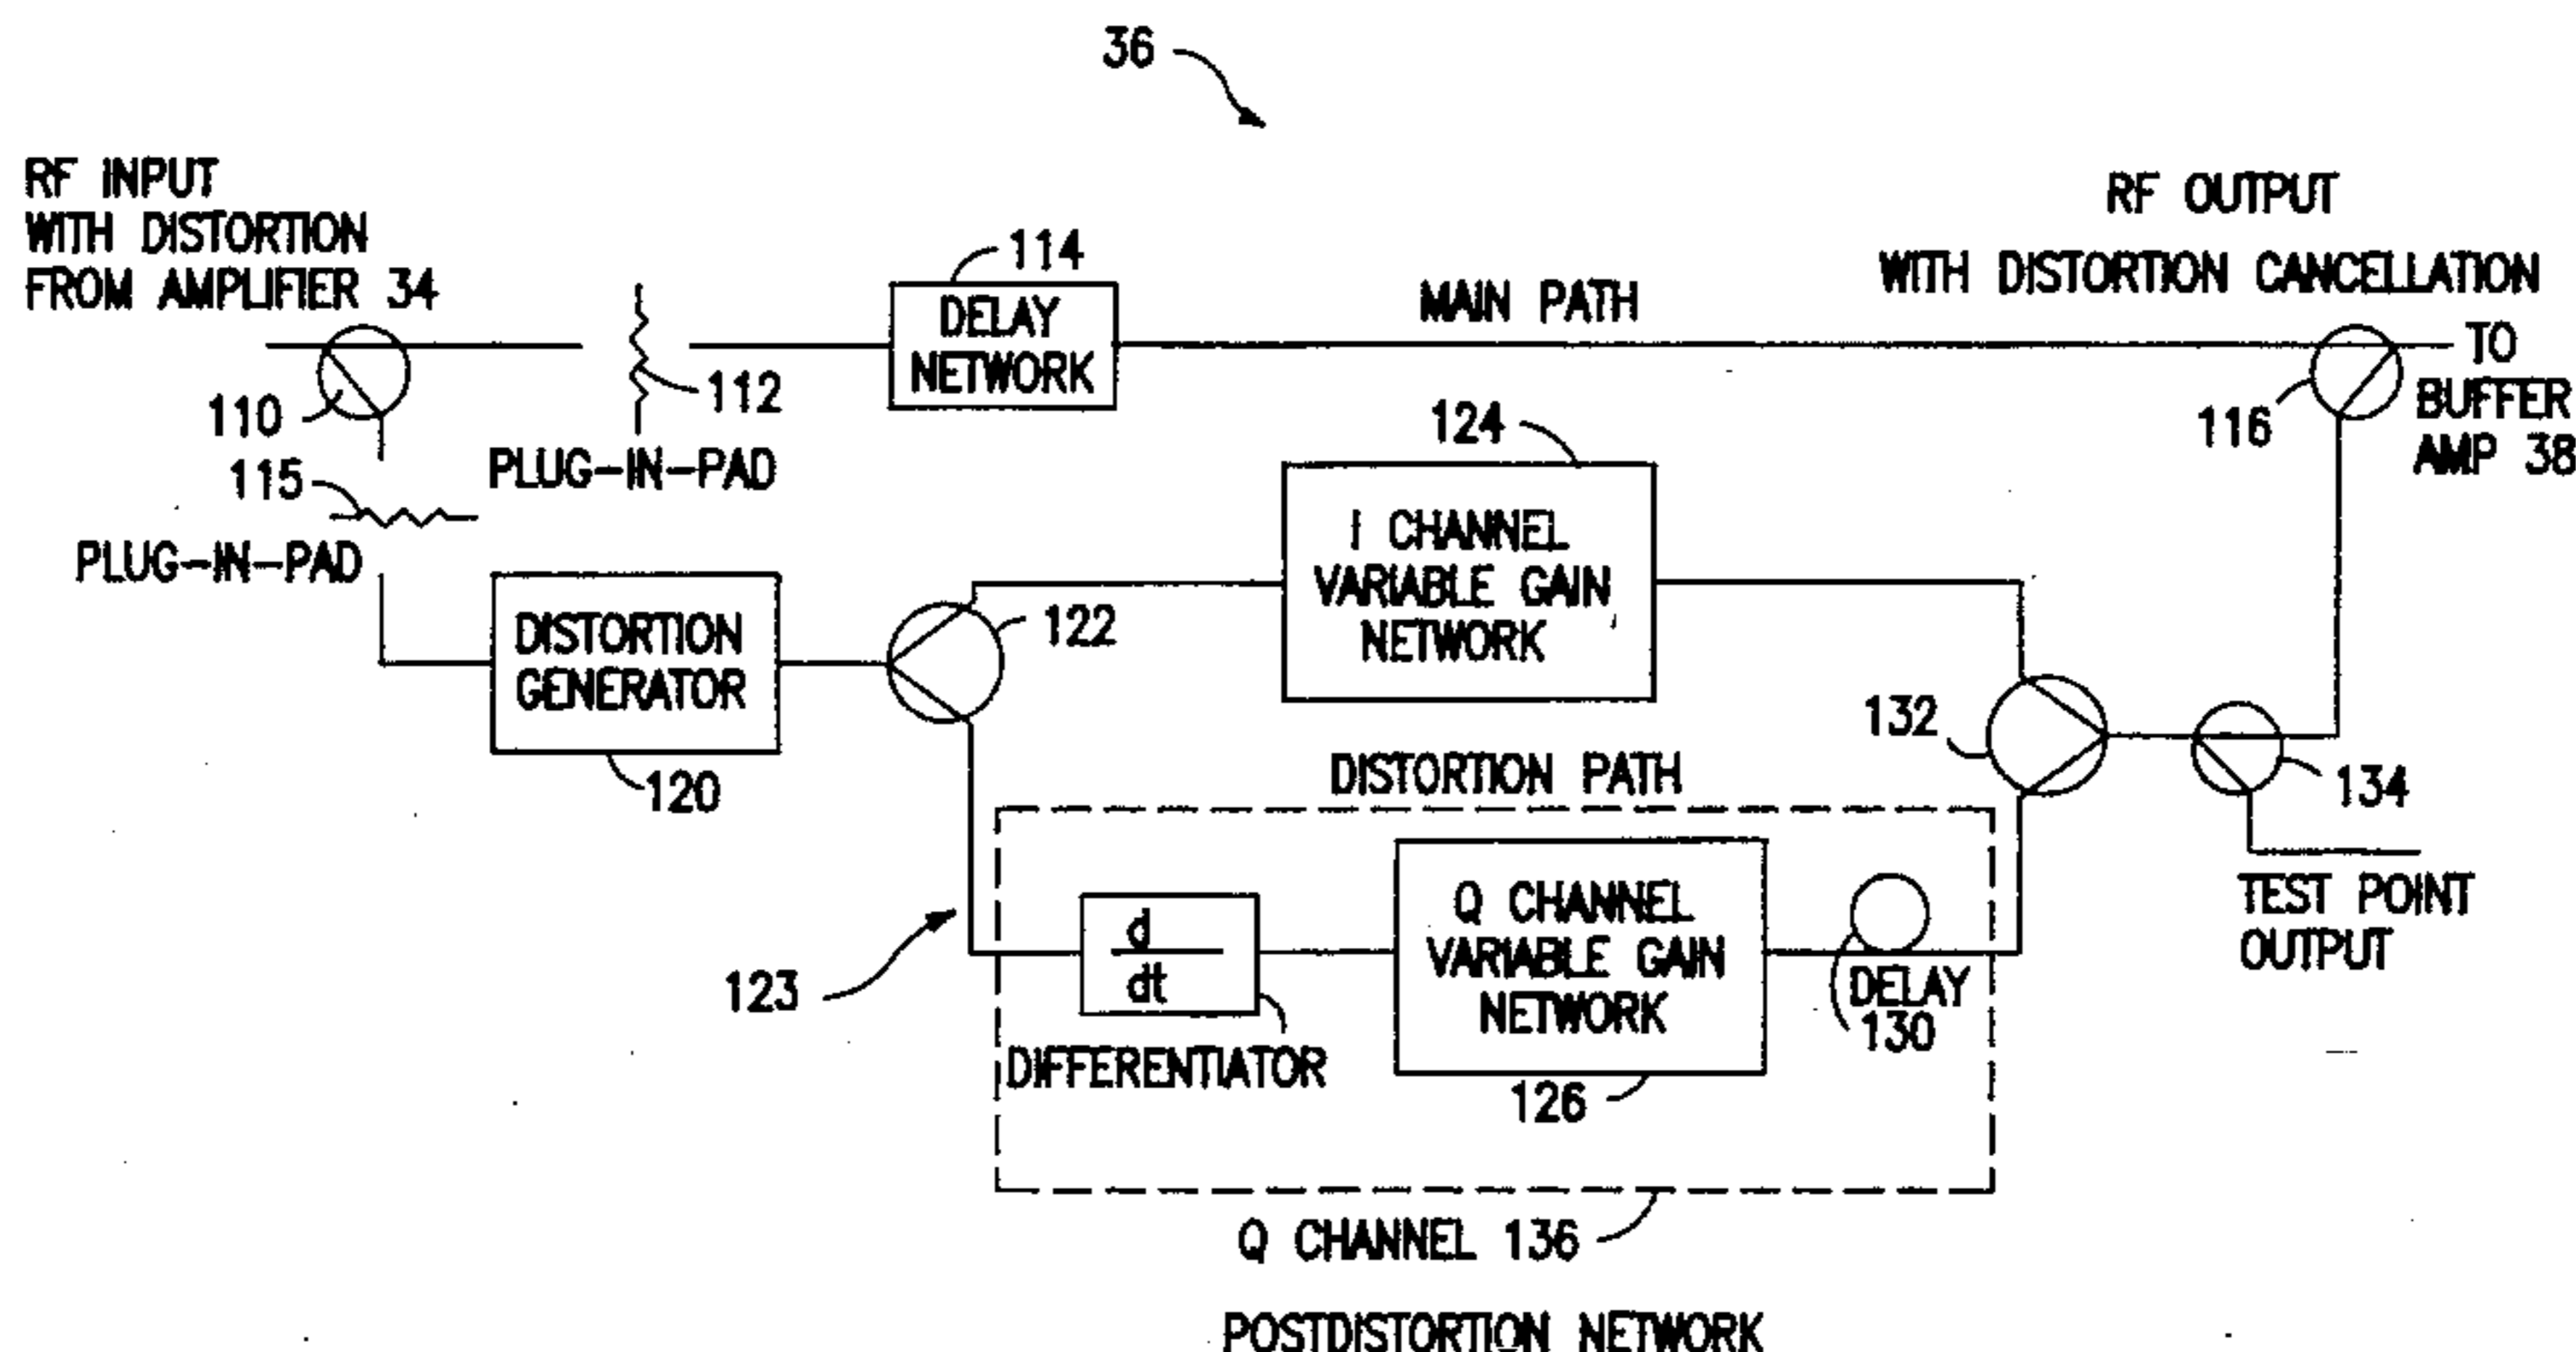 36
RF INPUT
WITH DISTORTION
FROM AMPLIFIER 34
RF OUTPUT
WITH DISTORTION CANCELLATION
114
DELAY
NETWORK
MAIN PATH
TO
BUFFER
AMP 38
110
112
PLUG-IN-PAD
116
115
PLUG-IN-PAD
124
I CHANNEL
VARIABLE GAIN
NETWORK
DISTORTION
GENERATOR
120
122
132
134
DISTORTION PATH
TEST POINT
OUTPUT
123
d
dt
DIFFERENTIATOR
Q CHANNEL
VARIABLE GAIN
NETWORK
126
DELAY
130
Q CHANNEL 136
POSTDISTORTION NETWORK